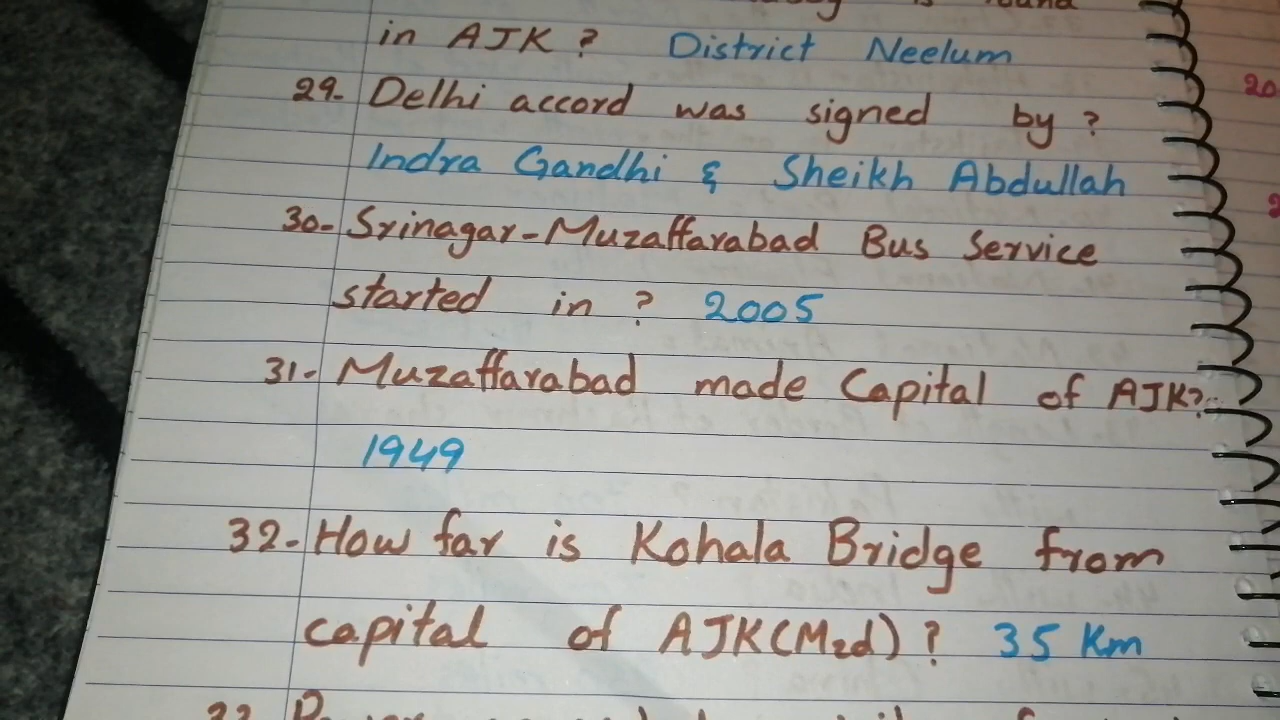 in AJK? District Neelum
29. Delhi accord was signed by?
Indra Gandhi & Sheikh Abdullah
30- Srinagar-Muzaffarabad Bus Service
started in? 2005
31- Muzaffarabad made Capital of AJK?
1949
32- How far is Kohala Bridge from
capital of AJK(Mzd)? 35 Km
20